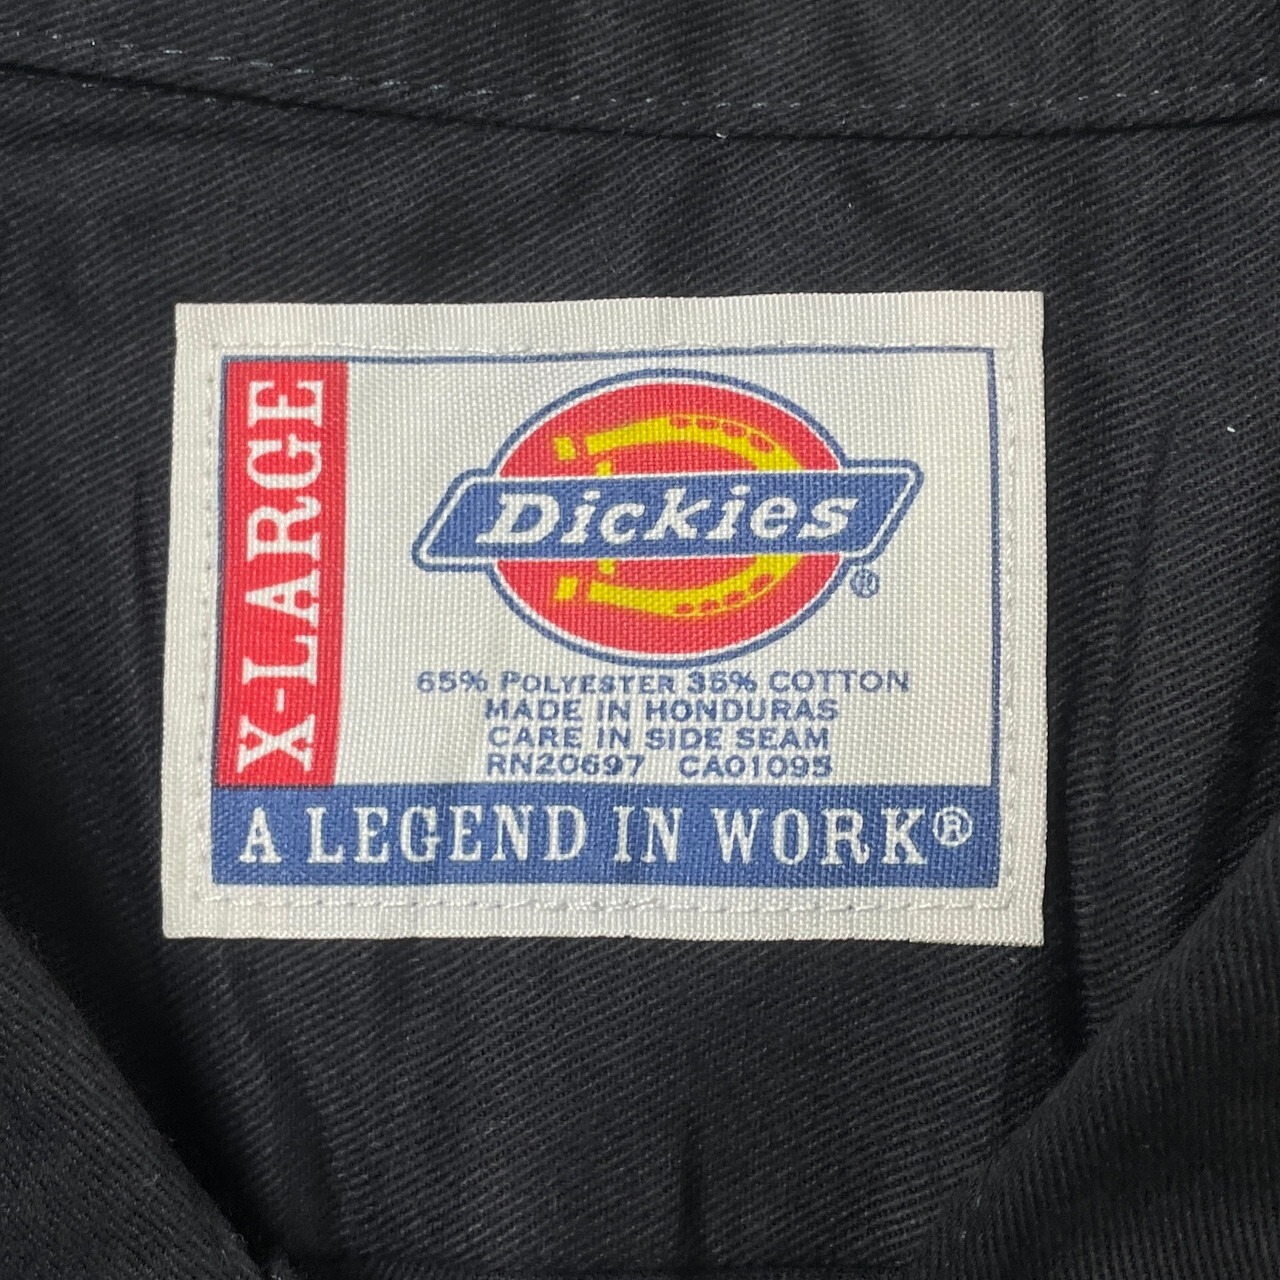 X-LARGE
Dickies®
65% POLYESTER 35% COTTON
MADE IN HONDURAS
CARE IN SIDE SEAM
RN20697 CA01095
A LEGEND IN WORK®